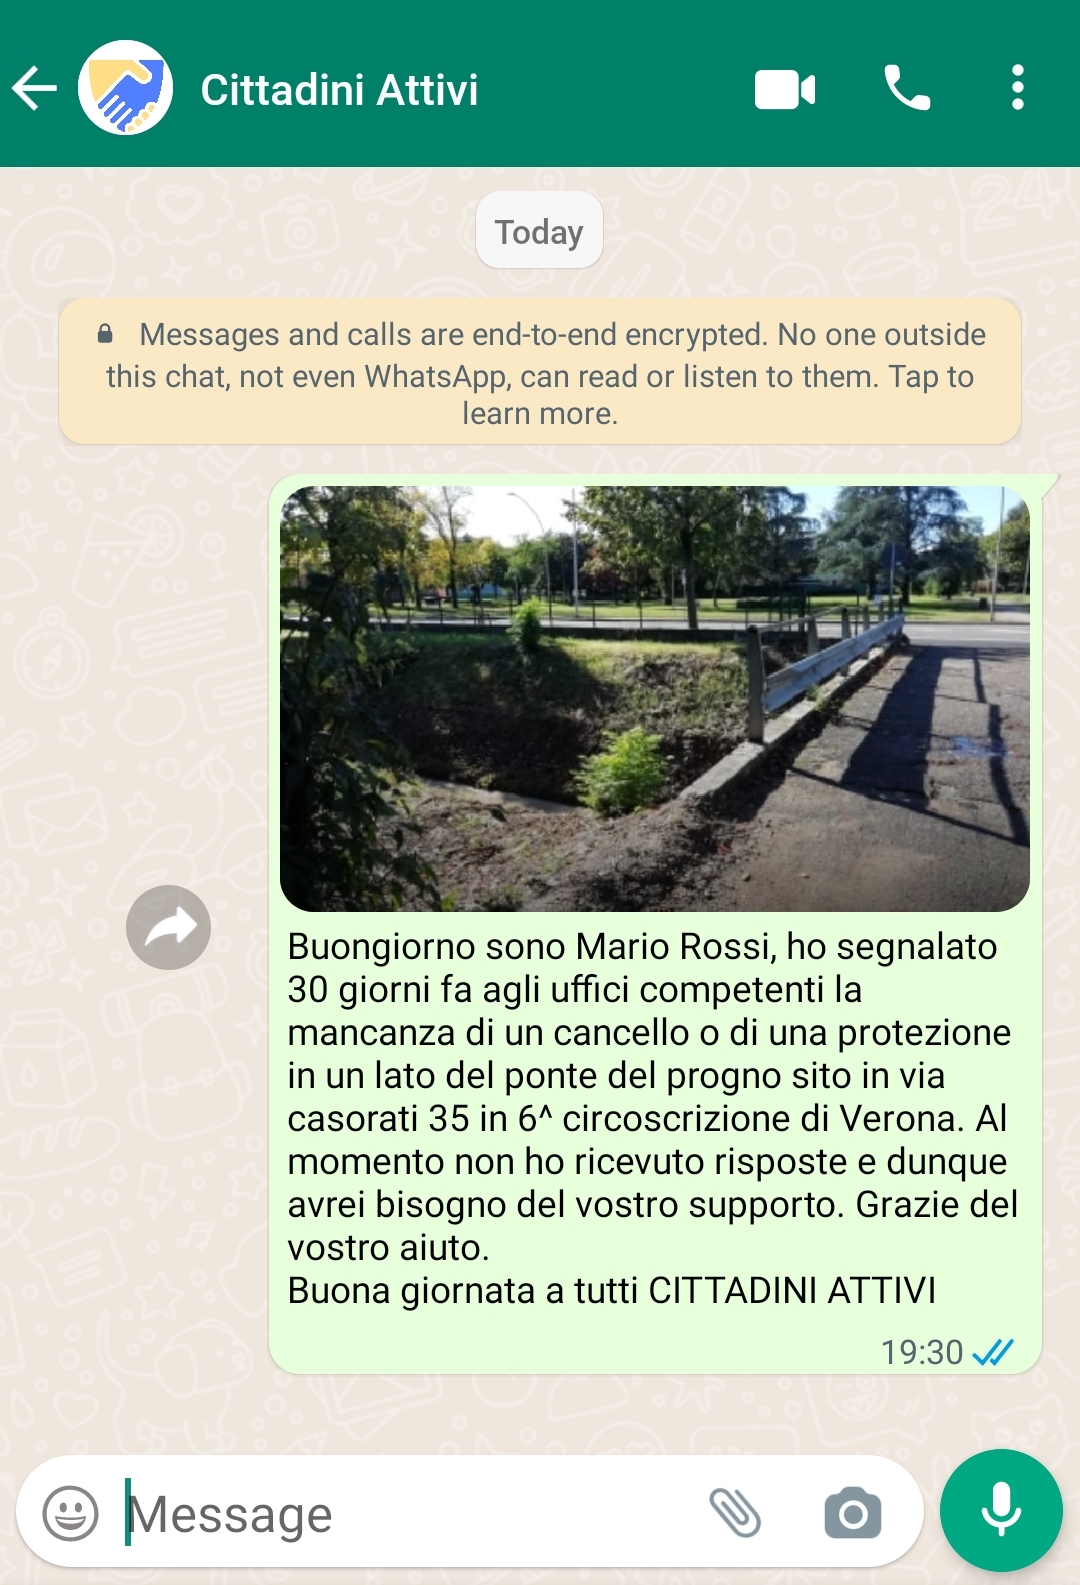 Cittadini Attivi
Today
Messages and calls are end-to-end encrypted. No one outside
this chat, not even WhatsApp, can read or listen to them. Tap to
learn more.
Buongiorno sono Mario Rossi, ho segnalato
30 giorni fa agli uffici competenti la
mancanza di un cancello o di una protezione
in un lato del ponte del progno sito in via
casorati 35 in 6^ circoscrizione di Verona. Al
momento non ho ricevuto risposte e dunque
avrei bisogno del vostro supporto. Grazie del
vostro aiuto.
Buona giornata a tutti CITTADINI ATTIVI
19:30
Message